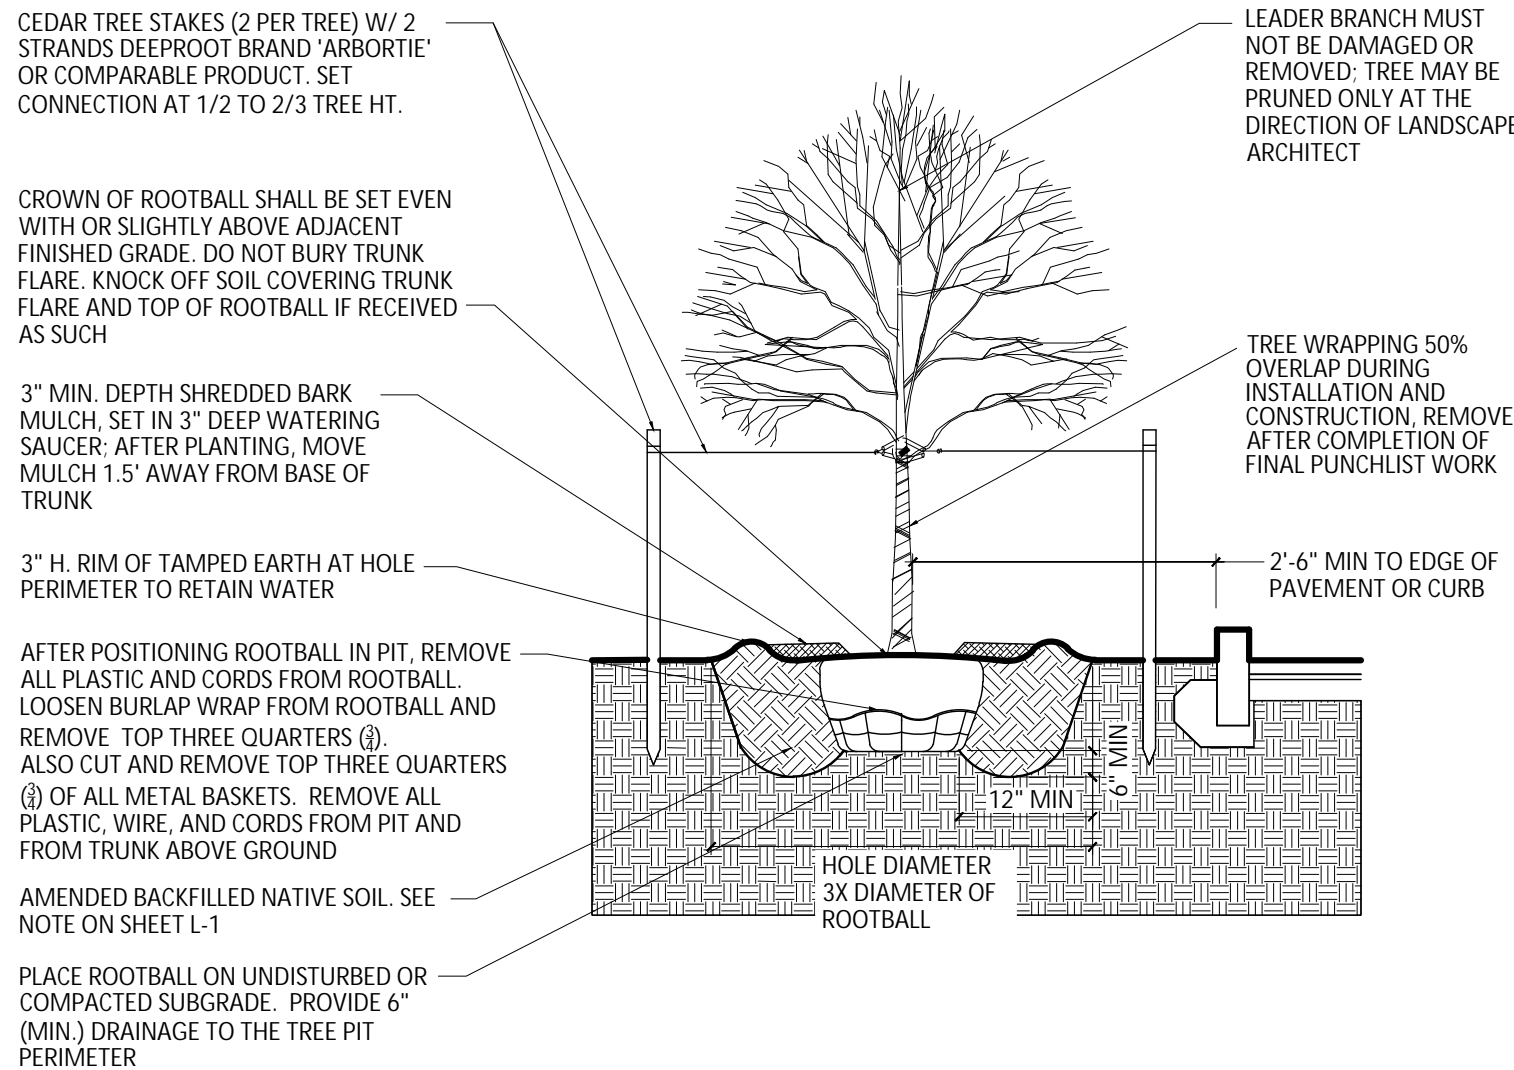 CEDAR TREE STAKES (2 PER TREE) W/ 2
STRANDS DEEPROOT BRAND 'ARBORTIE'
OR COMPARABLE PRODUCT. SET
CONNECTION AT 1/2 TO 2/3 TREE HT.
CROWN OF ROOTBALL SHALL BE SET EVEN
WITH OR SLIGHTLY ABOVE ADJACENT
FINISHED GRADE. DO NOT BURY TRUNK
FLARE. KNOCK OFF SOIL COVERING TRUNK
FLARE AND TOP OF ROOTBALL IF RECEIVED
AS SUCH
3" MIN. DEPTH SHREDDED BARK
MULCH, SET IN 3" DEEP WATERING
SAUCER; AFTER PLANTING, MOVE
MULCH 1.5' AWAY FROM BASE OF
TRUNK
3" H. RIM OF TAMPED EARTH AT HOLE
PERIMETER TO RETAIN WATER
AFTER POSITIONING ROOTBALL IN PIT, REMOVE
ALL PLASTIC AND CORDS FROM ROOTBALL.
LOOSEN BURLAP WRAP FROM ROOTBALL AND
REMOVE TOP THREE QUARTERS (3/4).
ALSO CUT AND REMOVE TOP THREE QUARTERS
(3/4) OF ALL METAL BASKETS. REMOVE ALL
PLASTIC, WIRE, AND CORDS FROM PIT AND
FROM TRUNK ABOVE GROUND
AMENDED BACKFILLED NATIVE SOIL. SEE
NOTE ON SHEET L-1
PLACE ROOTBALL ON UNDISTURBED OR
COMPACTED SUBGRADE. PROVIDE 6"
(MIN.) DRAINAGE TO THE TREE PIT
PERIMETER
LEADER BRANCH MUST
NOT BE DAMAGED OR
REMOVED; TREE MAY BE
PRUNED ONLY AT THE
DIRECTION OF LANDSCAPE
ARCHITECT
TREE WRAPPING 50%
OVERLAP DURING
INSTALLATION AND
CONSTRUCTION, REMOVE
AFTER COMPLETION OF
FINAL PUNCHLIST WORK
2'-6" MIN TO EDGE OF
PAVEMENT OR CURB
6" MIN
12" MIN
HOLE DIAMETER
3X DIAMETER OF
ROOTBALL